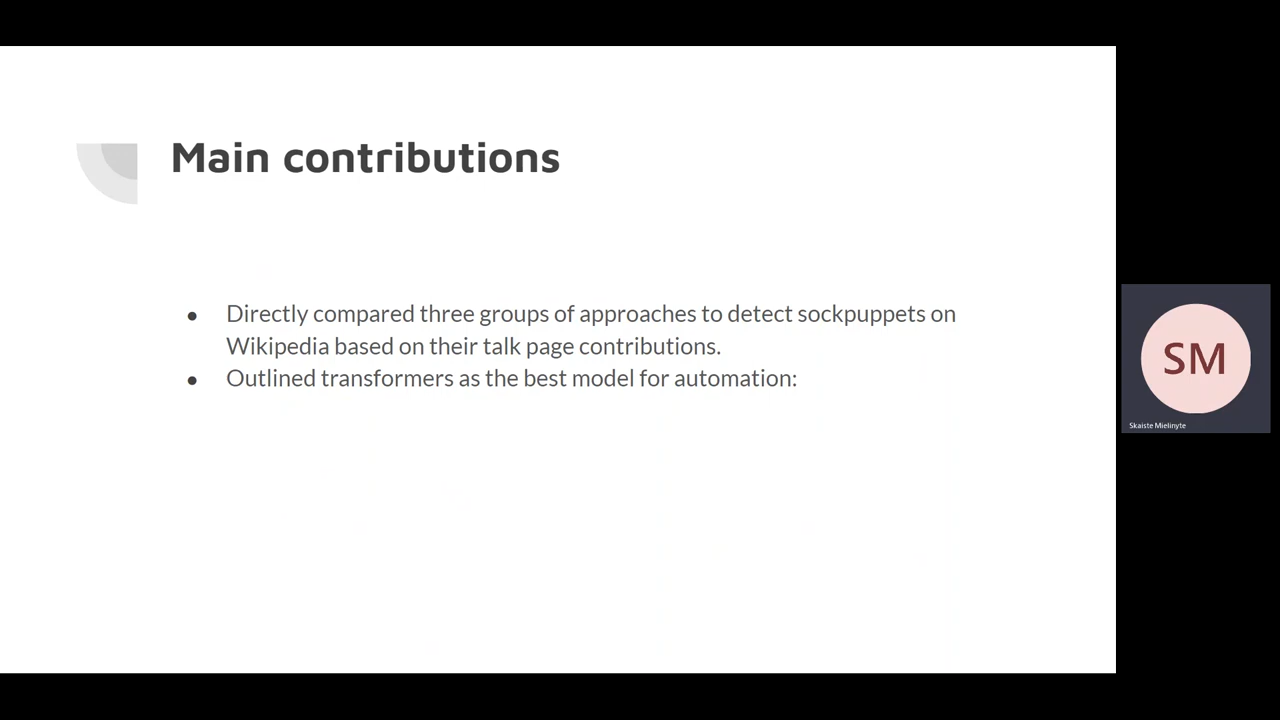 Main contributions
● Directly compared three groups of approaches to detect sockpuppets on
Wikipedia based on their talk page contributions.
● Outlined transformers as the best model for automation:
SM
Skaiste Mielinyte